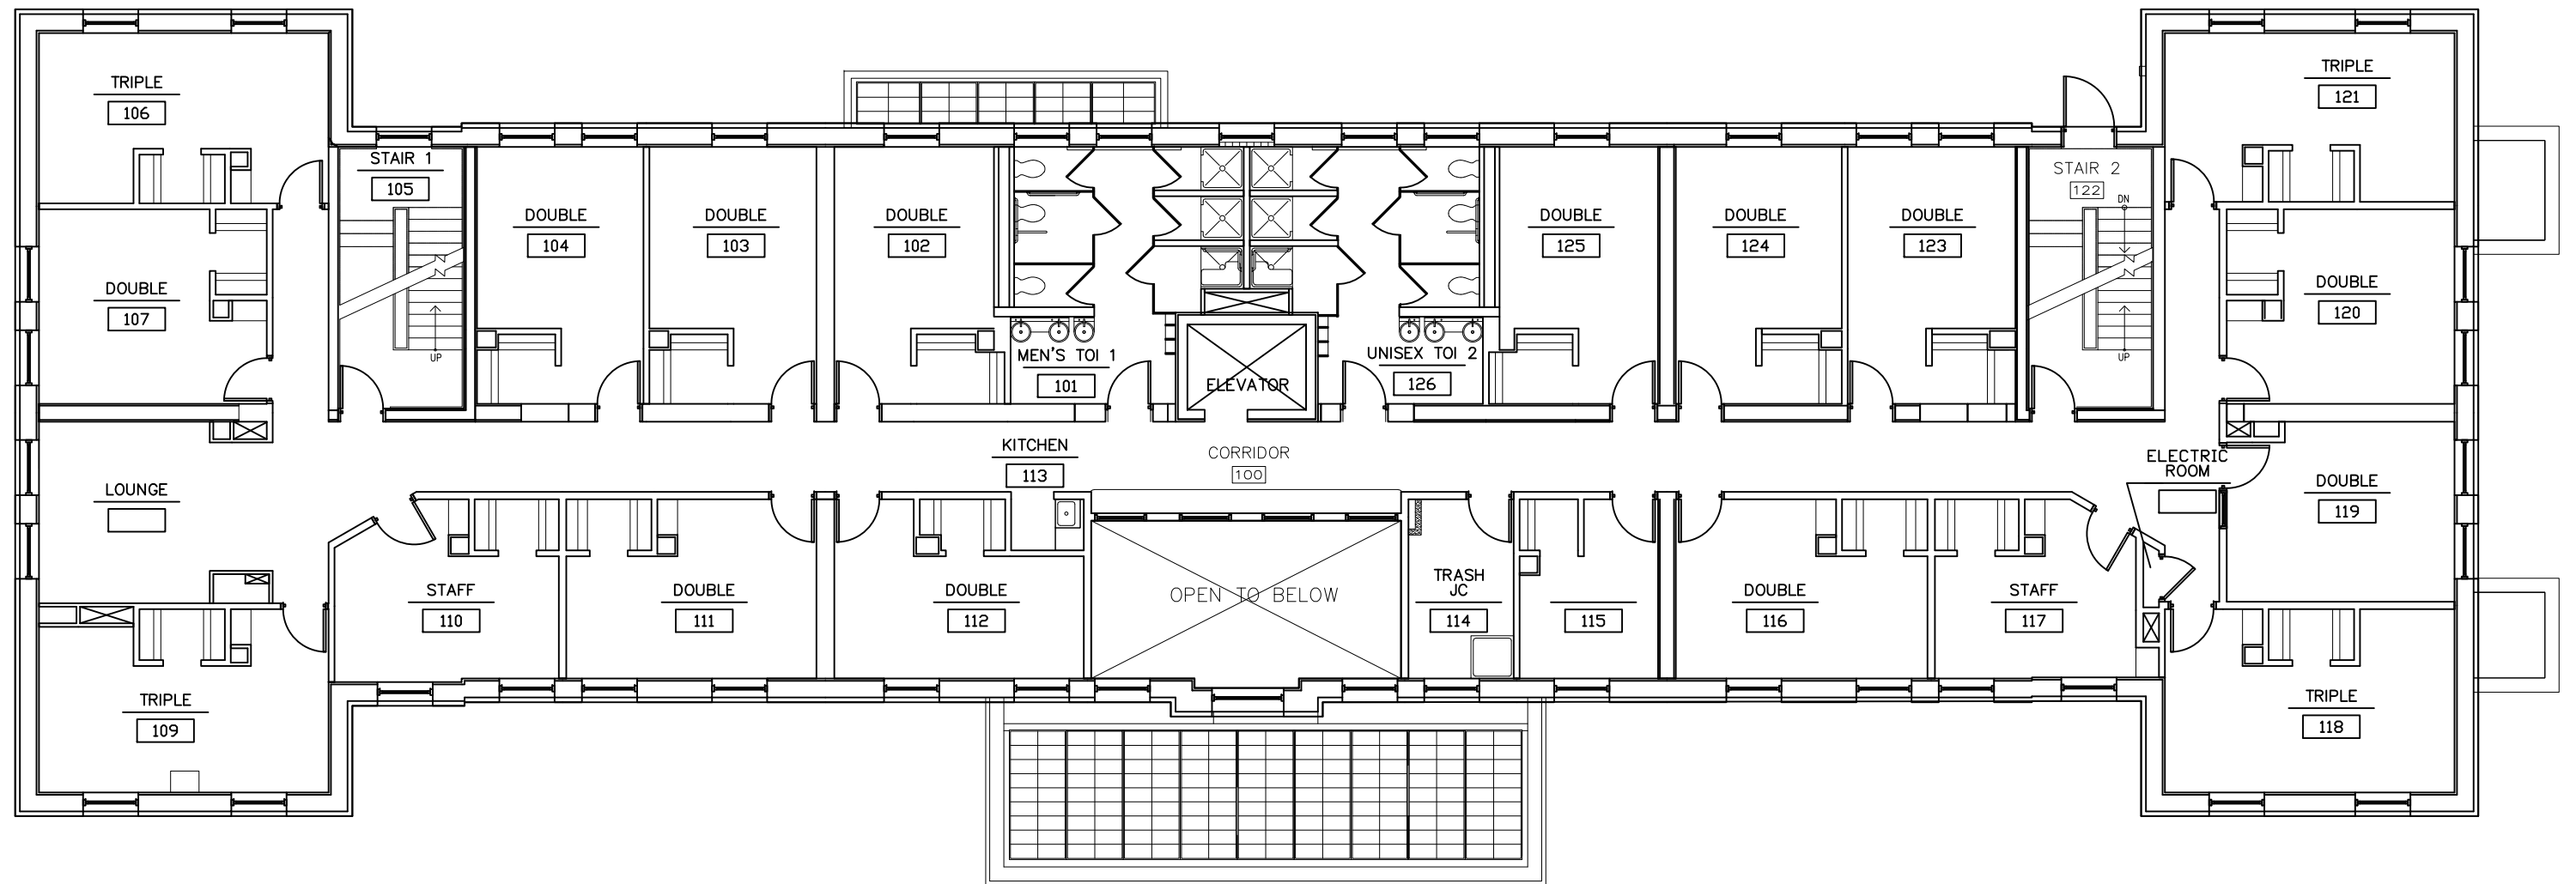 TRIPLE
106
TRIPLE
121
STAIR 1
105
STAIR 2
122
DN
UP
UP
DOUBLE
104
DOUBLE
103
DOUBLE
102
DOUBLE
125
DOUBLE
124
DOUBLE
123
DOUBLE
107
DOUBLE
120
MEN'S TOI 1
101
ELEVATOR
UNISEX TOI 2
126
KITCHEN
113
CORRIDOR
100
ELECTRIC
ROOM
LOUNGE
DOUBLE
119
STAFF
110
DOUBLE
111
DOUBLE
112
OPEN TO BELOW
TRASH
JC
114
115
DOUBLE
116
STAFF
117
TRIPLE
109
TRIPLE
118